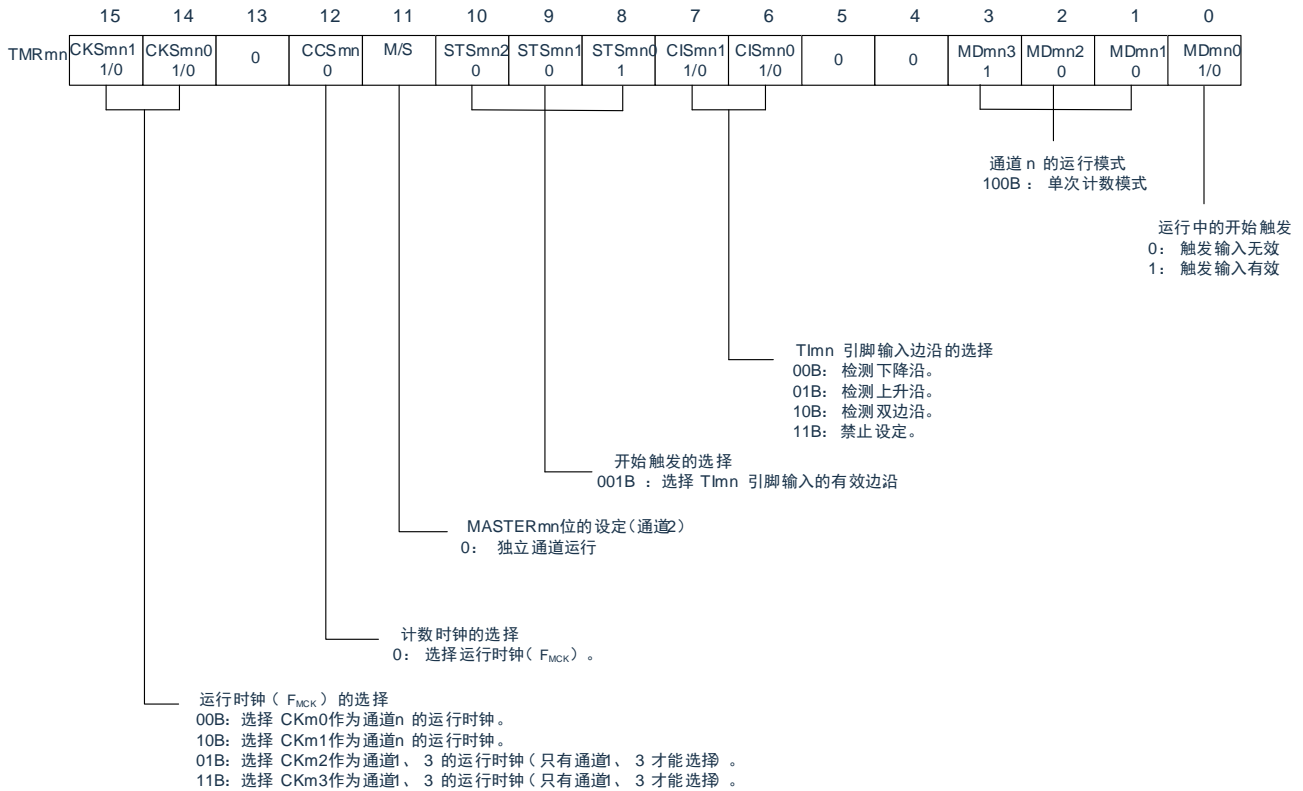 15 14 13 12 11 10 9 8 7 6 5 4 3 2 1 0
TMRmn CKSmn1 CKSmn0 0 CCSmn M/S STSmn2 STSmn1 STSmn0 CISmn1 CISmn0 0 0 MDmn3 MDmn2 MDmn1 MDmn0
1/0 1/0 0 0 0 1 1/0 1/0 1 0 0 1/0
通道 n 的运行模式
100B : 单次计数模式
运行中的开始触发
0: 触发输入无效
1: 触发输入有效
TImn 引脚输入边沿的选择
00B: 检测下降沿。
01B: 检测上升沿。
10B: 检测双边沿。
11B: 禁止设定。
开始触发的选择
001B : 选择 TImn 引脚输入的有效边沿
MASTERmn位的设定(通道2)
0: 独立通道运行
计数时钟的选择
0: 选择运行时钟( FMCK) 。
运行时钟( FMCK) 的选择
00B: 选择 CKm0作为通道n 的运行时钟。
10B: 选择 CKm1作为通道n 的运行时钟。
01B: 选择 CKm2作为通道1、 3 的运行时钟(只有通道1、 3 才能选择) 。
11B: 选择 CKm3作为通道1、 3 的运行时钟(只有通道1、 3 才能选择) 。